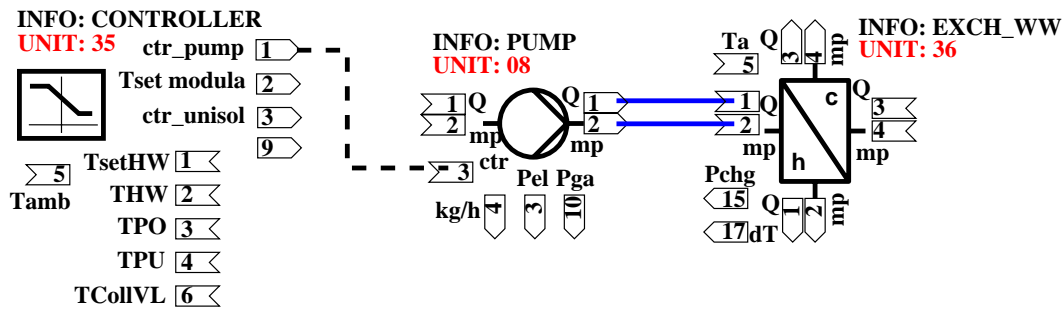 INFO: CONTROLLER
UNIT: 35
ctr_pump 1
Tset modula 2
ctr_unisol 3
9
5
Tamb
TsetHW 1
THW 2
TPO 3
TPU 4
TCollVL 6
INFO: PUMP
UNIT: 08
1 Q
2 mp
3 ctr
Q 1
mp 2
kg/h 4
Pel 3
Pga 10
INFO: EXCH_WW
UNIT: 36
Ta
5
Q 3
4 mp
1 Q
2 mp
c
h
Q 3
4 mp
Pchg
15
17 dT
Q 1
2 mp